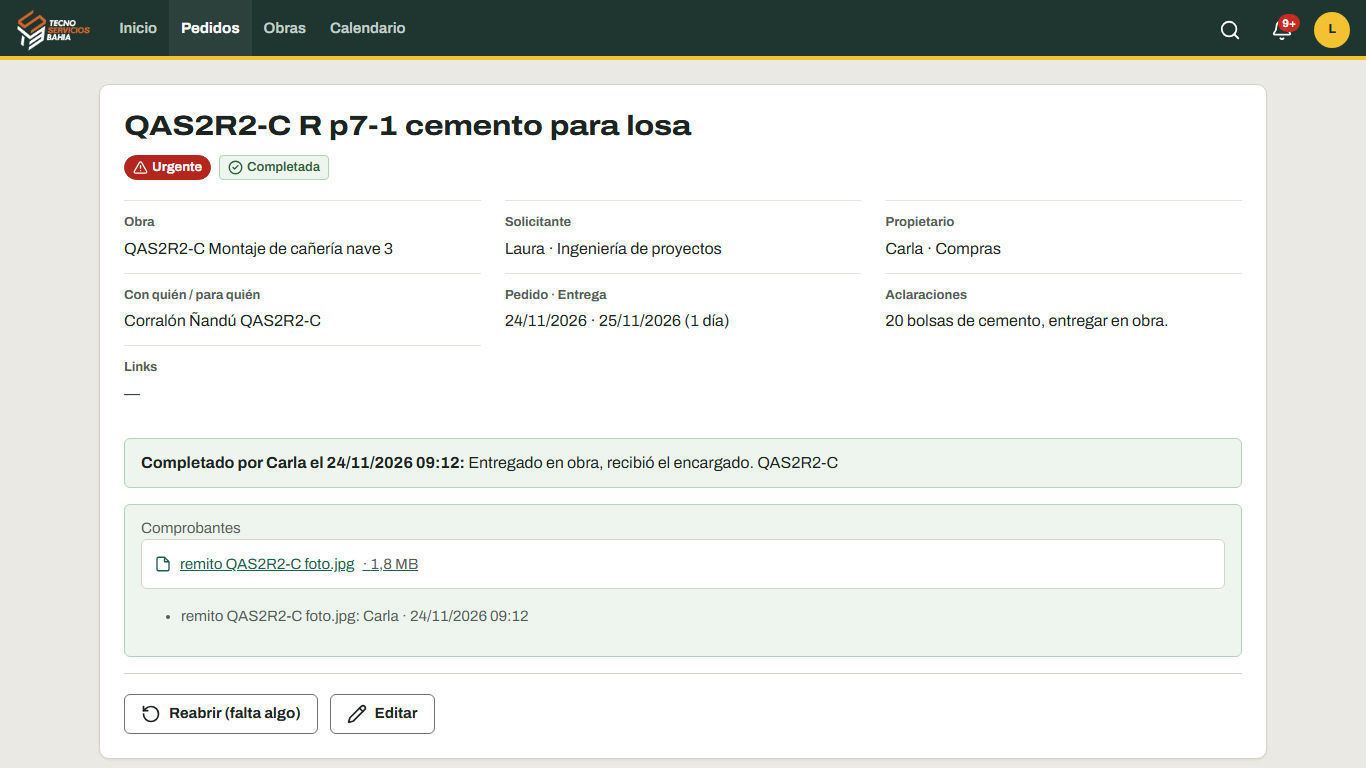 TECNO
SERVICIOS
BAHIA
Inicio
Pedidos
Obras
Calendario
9+
L
QAS2R2-C R p7-1 cemento para losa
Urgente
Completada
Obra
QAS2R2-C Montaje de cañería nave 3
Solicitante
Laura · Ingeniería de proyectos
Propietario
Carla · Compras
Con quién / para quién
Corralón Ñandú QAS2R2-C
Pedido · Entrega
24/11/2026 · 25/11/2026 (1 día)
Aclaraciones
20 bolsas de cemento, entregar en obra.
Links
—
Completado por Carla el 24/11/2026 09:12: Entregado en obra, recibió el encargado. QAS2R2-C
Comprobantes
remito QAS2R2-C foto.jpg · 1,8 MB
• remito QAS2R2-C foto.jpg: Carla · 24/11/2026 09:12
Reabrir (falta algo)
Editar